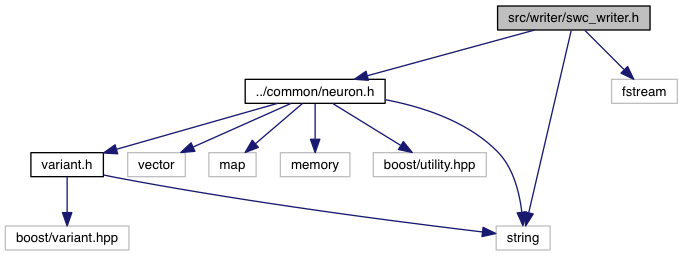 src/writer/swc_writer.h
../common/neuron.h
fstream
variant.h
vector
map
memory
boost/utility.hpp
boost/variant.hpp
string